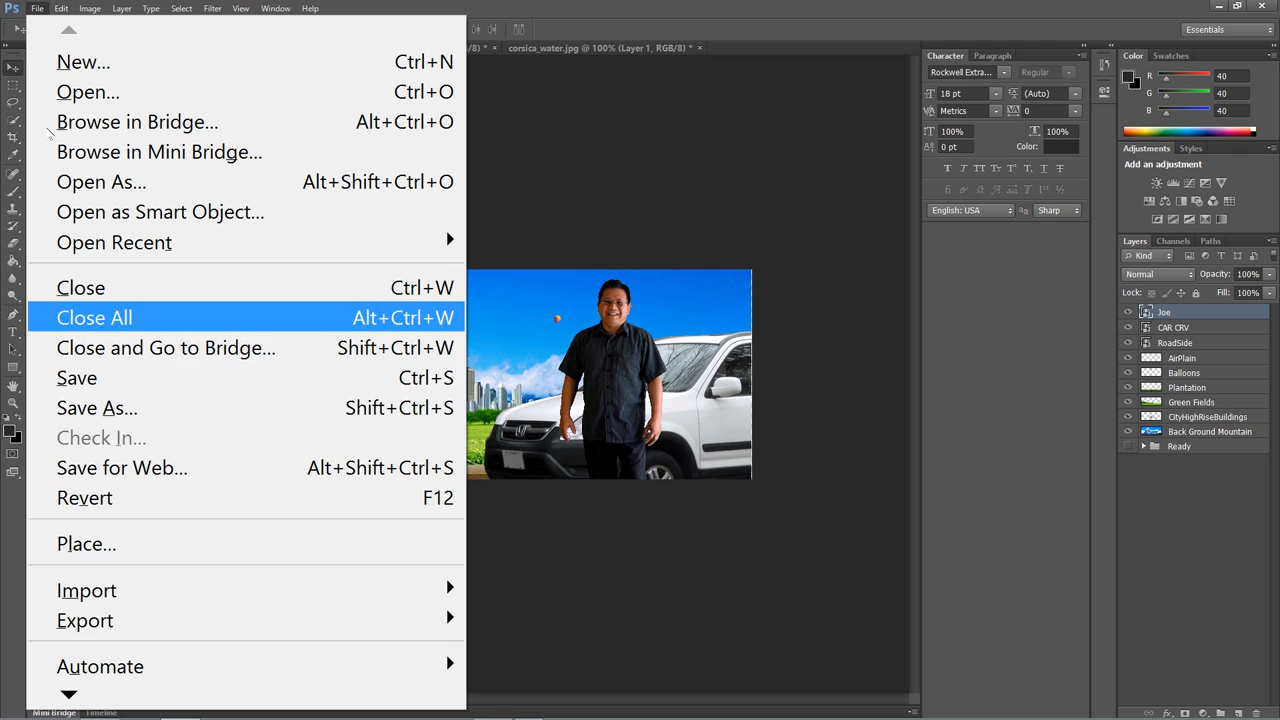 Ps File Edit Image Layer Type Select Filter View Window Help
Essentials
/8) * × corsica_water.jpg @ 100% (Layer 1, RGB/8) * ×
New... Ctrl+N
Open... Ctrl+O
Browse in Bridge... Alt+Ctrl+O
Browse in Mini Bridge...
Open As... Alt+Shift+Ctrl+O
Open as Smart Object...
Open Recent
Close Ctrl+W
Close All Alt+Ctrl+W
Close and Go to Bridge... Shift+Ctrl+W
Save Ctrl+S
Save As... Shift+Ctrl+S
Check In...
Save for Web... Alt+Shift+Ctrl+S
Revert F12
Place...
Import
Export
Automate
Mini Bridge Timeline
Character Paragraph
Rockwell Extra... Regular
18 pt (Auto)
Metrics 0
100% 100%
0 pt Color:
English: USA Sharp
Color Swatches
R 40
G 40
B 40
Adjustments Styles
Add an adjustment
Layers Channels Paths
Kind
Normal Opacity: 100%
Lock: Fill: 100%
Joe
CAR CRV
RoadSide
AirPlain
Balloons
Plantation
Green Fields
CityHighRiseBuildings
Back Ground Mountain
Ready